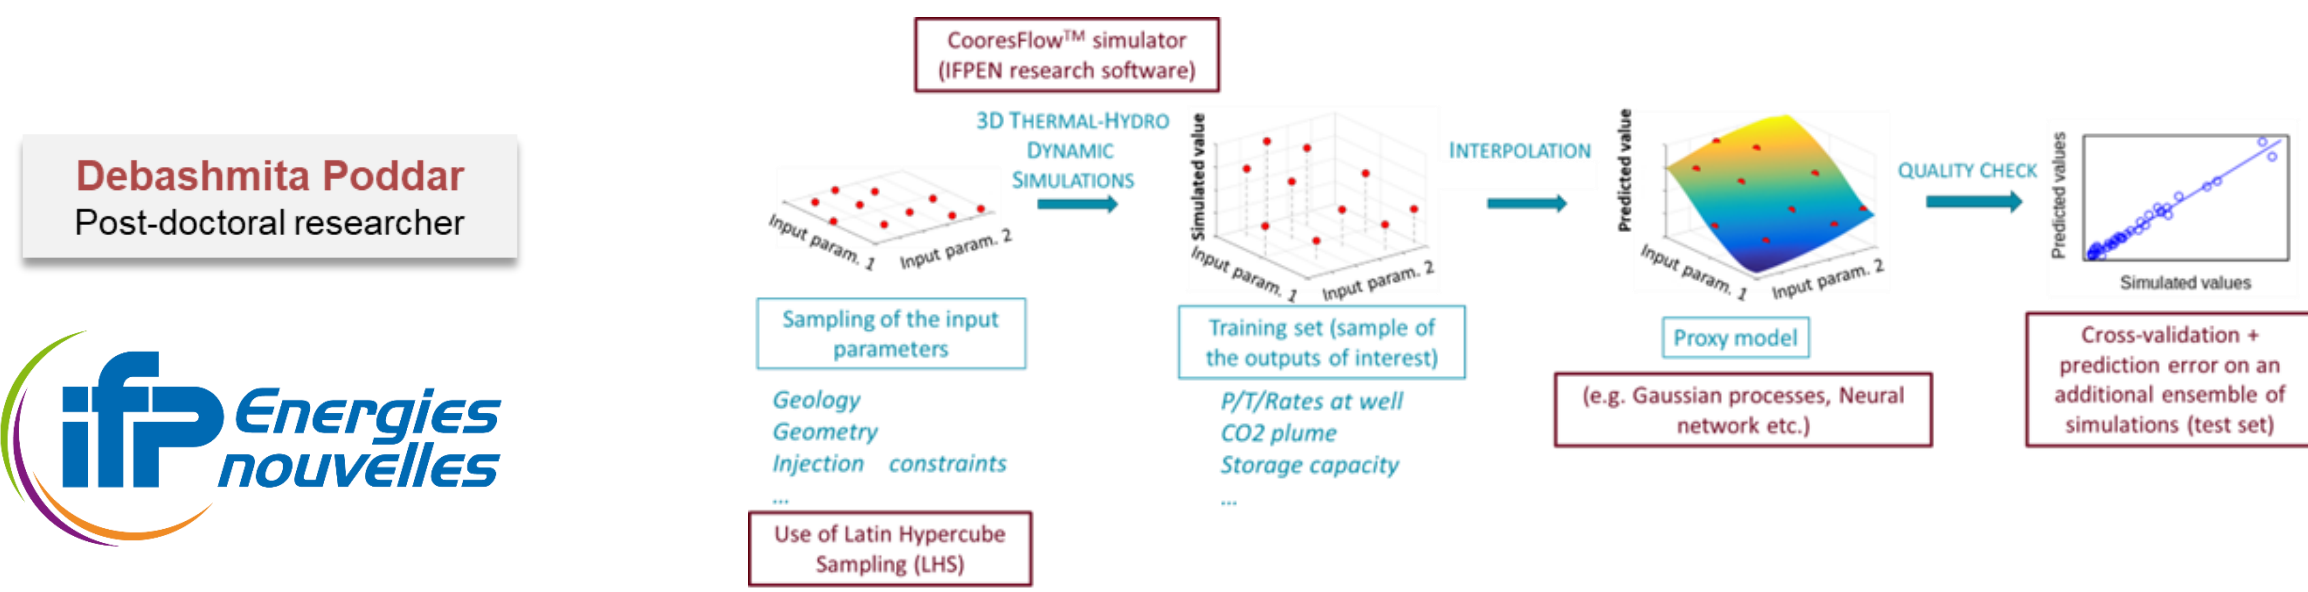 Debashmita Poddar
Post-doctoral researcher
ifp Energies
nouvelles
CooresFlow™ simulator
(IFPEN research software)
3D THERMAL-HYDRO
DYNAMIC
SIMULATIONS
Input param. 1
Input param. 2
Sampling of the input
parameters
Geology
Geometry
Injection constraints
...
Use of Latin Hypercube
Sampling (LHS)
Simulated value
Input param. 1
Input param. 2
Training set (sample of
the outputs of interest)
P/T/Rates at well
CO2 plume
Storage capacity
...
INTERPOLATION
Predicted value
Input param. 1
Input param. 2
Proxy model
(e.g. Gaussian processes, Neural
network etc.)
QUALITY CHECK
Predicted values
Simulated values
Cross-validation +
prediction error on an
additional ensemble of
simulations (test set)